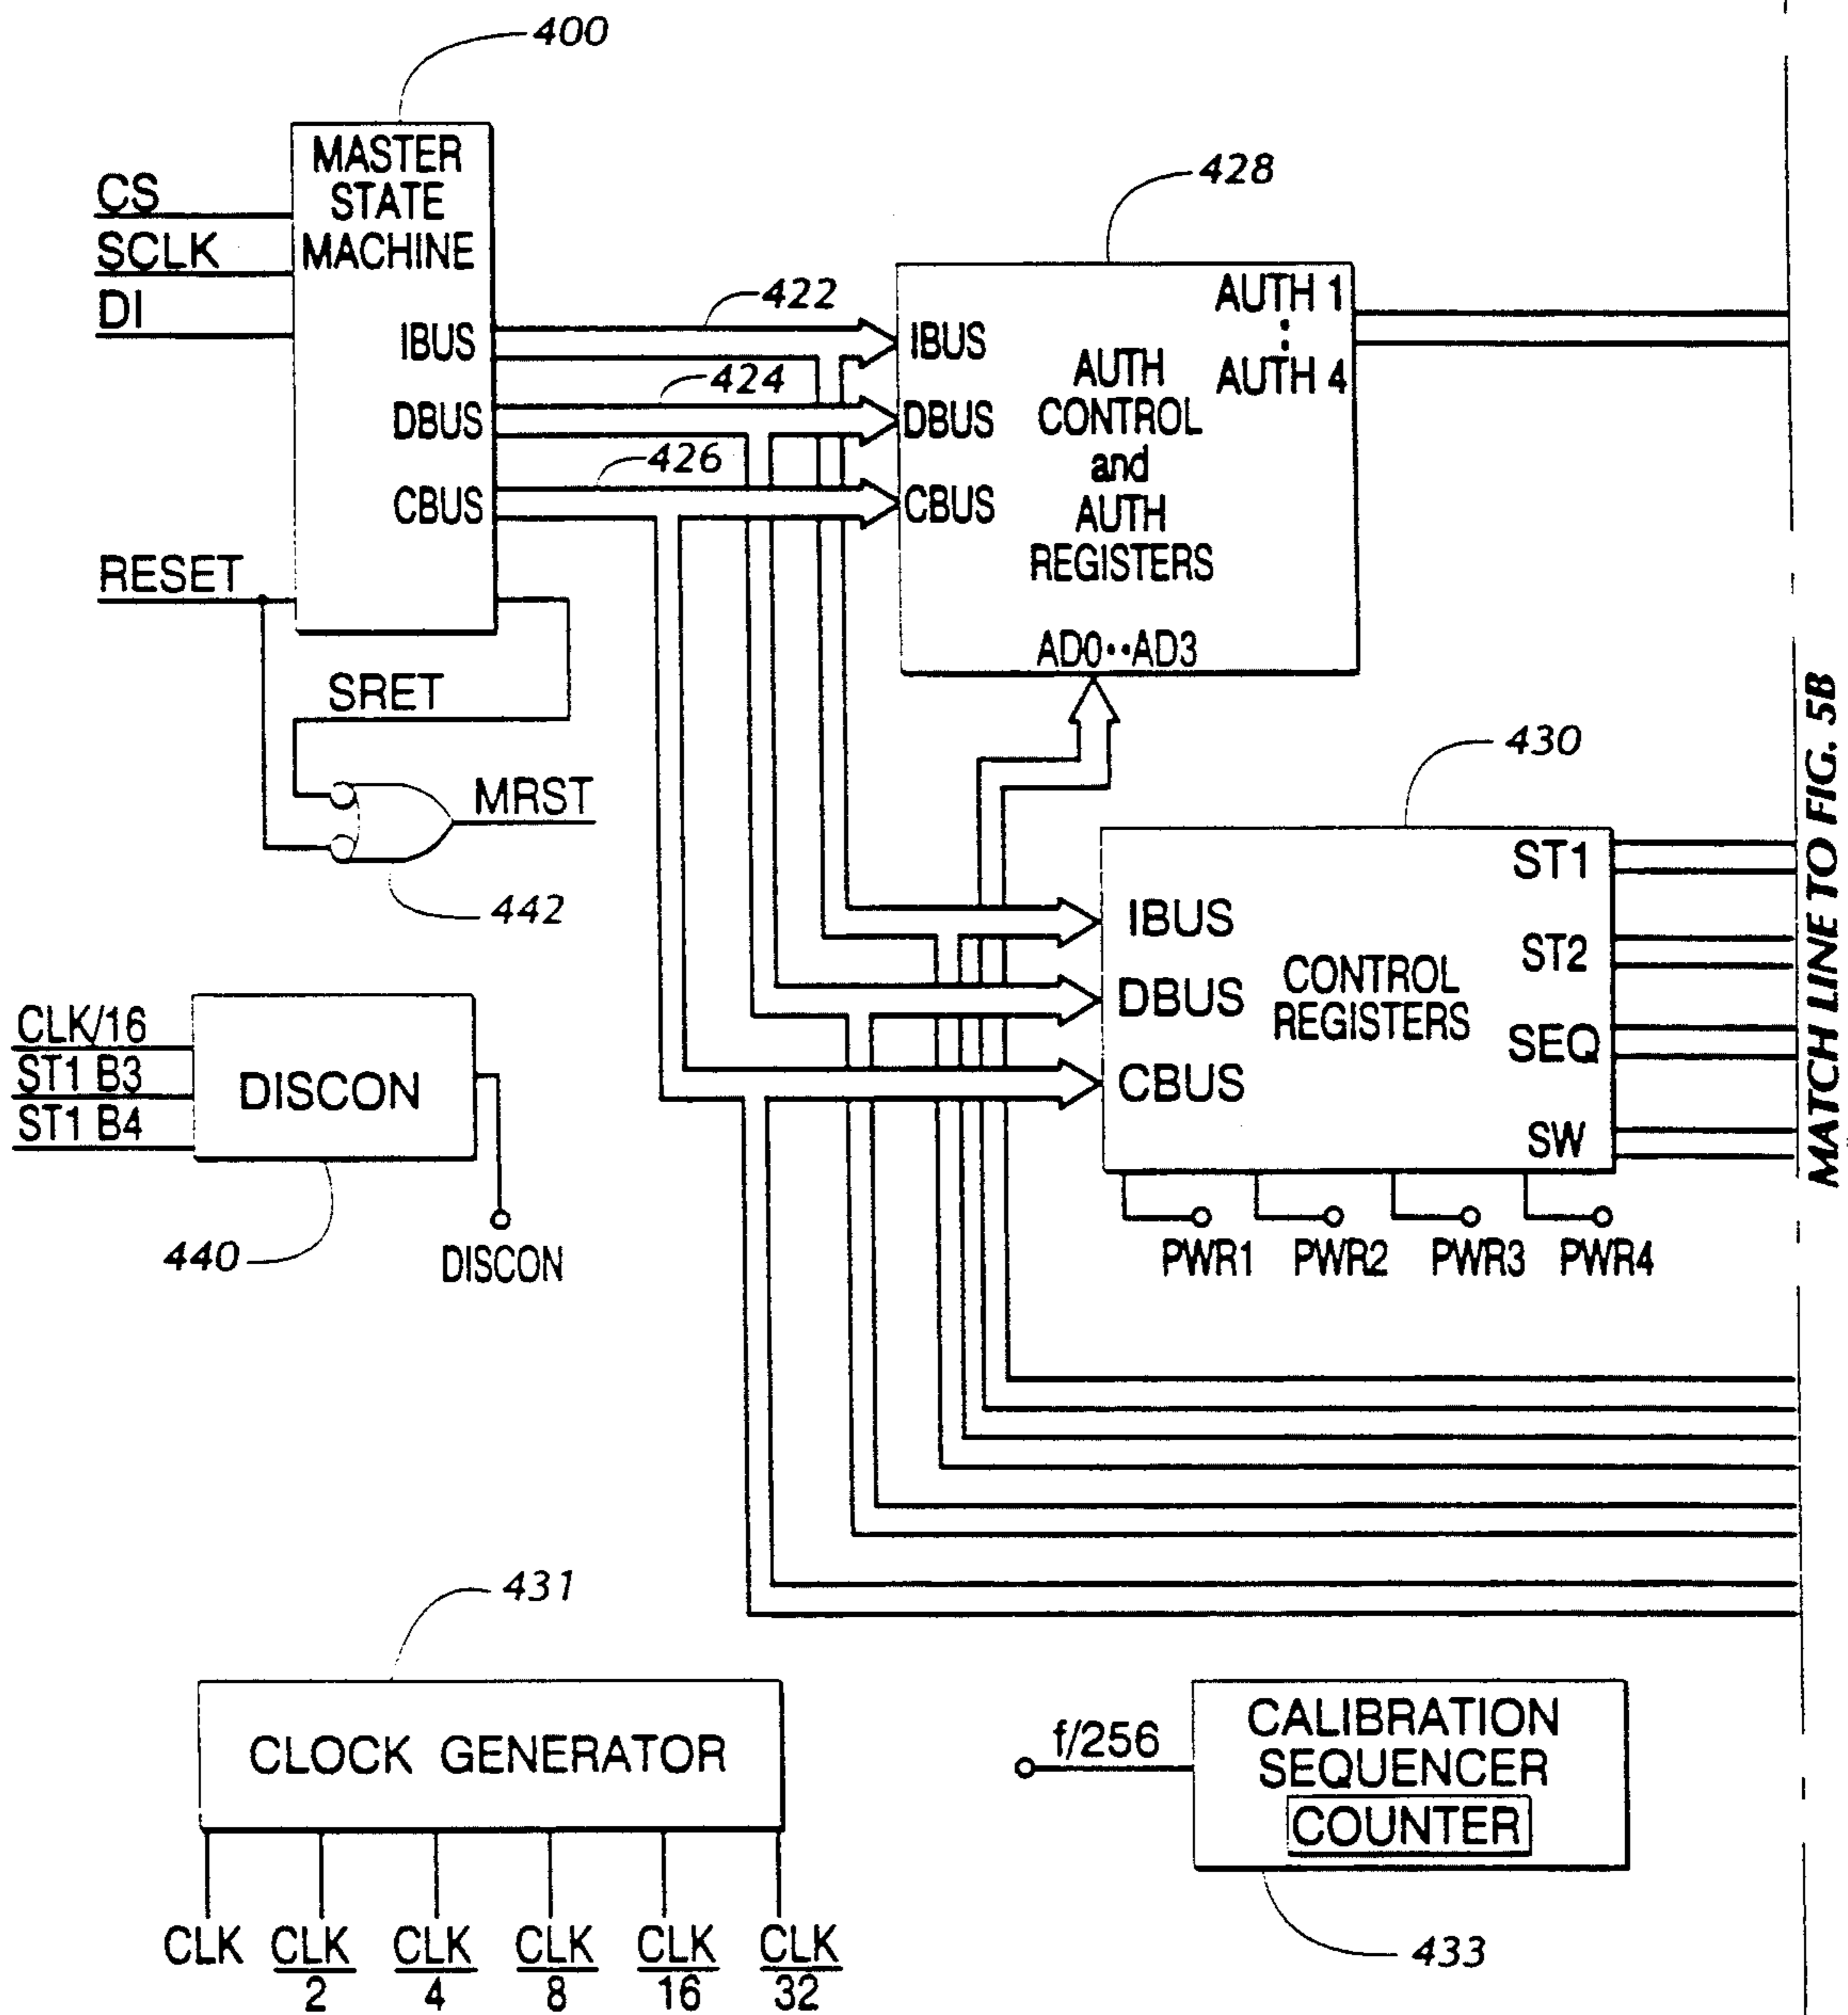 400
MASTER
STATE
MACHINE
CS
SCLK
DI
IBUS
DBUS
CBUS
RESET
422
424
426
428
AUTH 1
:
AUTH 4
IBUS
DBUS
CBUS
AUTH
CONTROL
and
AUTH
REGISTERS
AD0··AD3
SRET
MRST
442
430
IBUS
DBUS
CBUS
CONTROL
REGISTERS
ST1
ST2
SEQ
SW
PWR1 PWR2 PWR3 PWR4
MATCH LINE TO FIG. 5B
CLK/16
ST1 B3
ST1 B4
DISCON
440
DISCON
431
CLOCK GENERATOR
CLK CLK/2 CLK/4 CLK/8 CLK/16 CLK/32
f/256
CALIBRATION
SEQUENCER
COUNTER
433